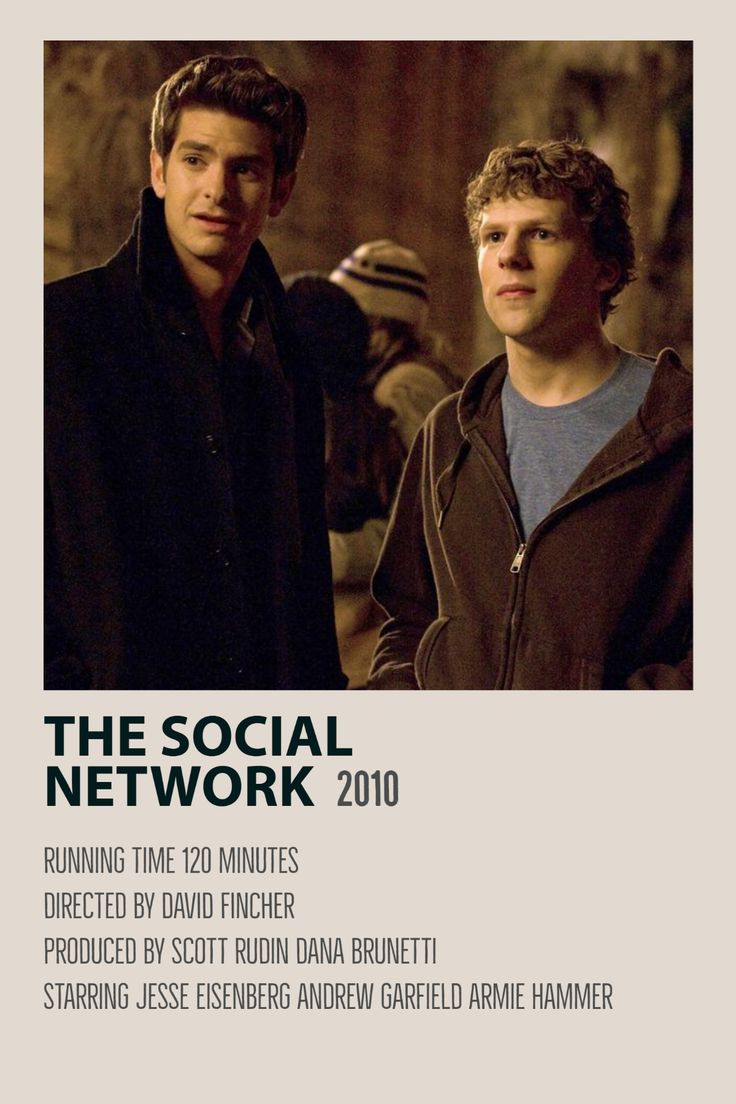 THE SOCIAL
NETWORK 2010
RUNNING TIME 120 MINUTES
DIRECTED BY DAVID FINCHER
PRODUCED BY SCOTT RUDIN DANA BRUNETTI
STARRING JESSE EISENBERG ANDREW GARFIELD ARMIE HAMMER